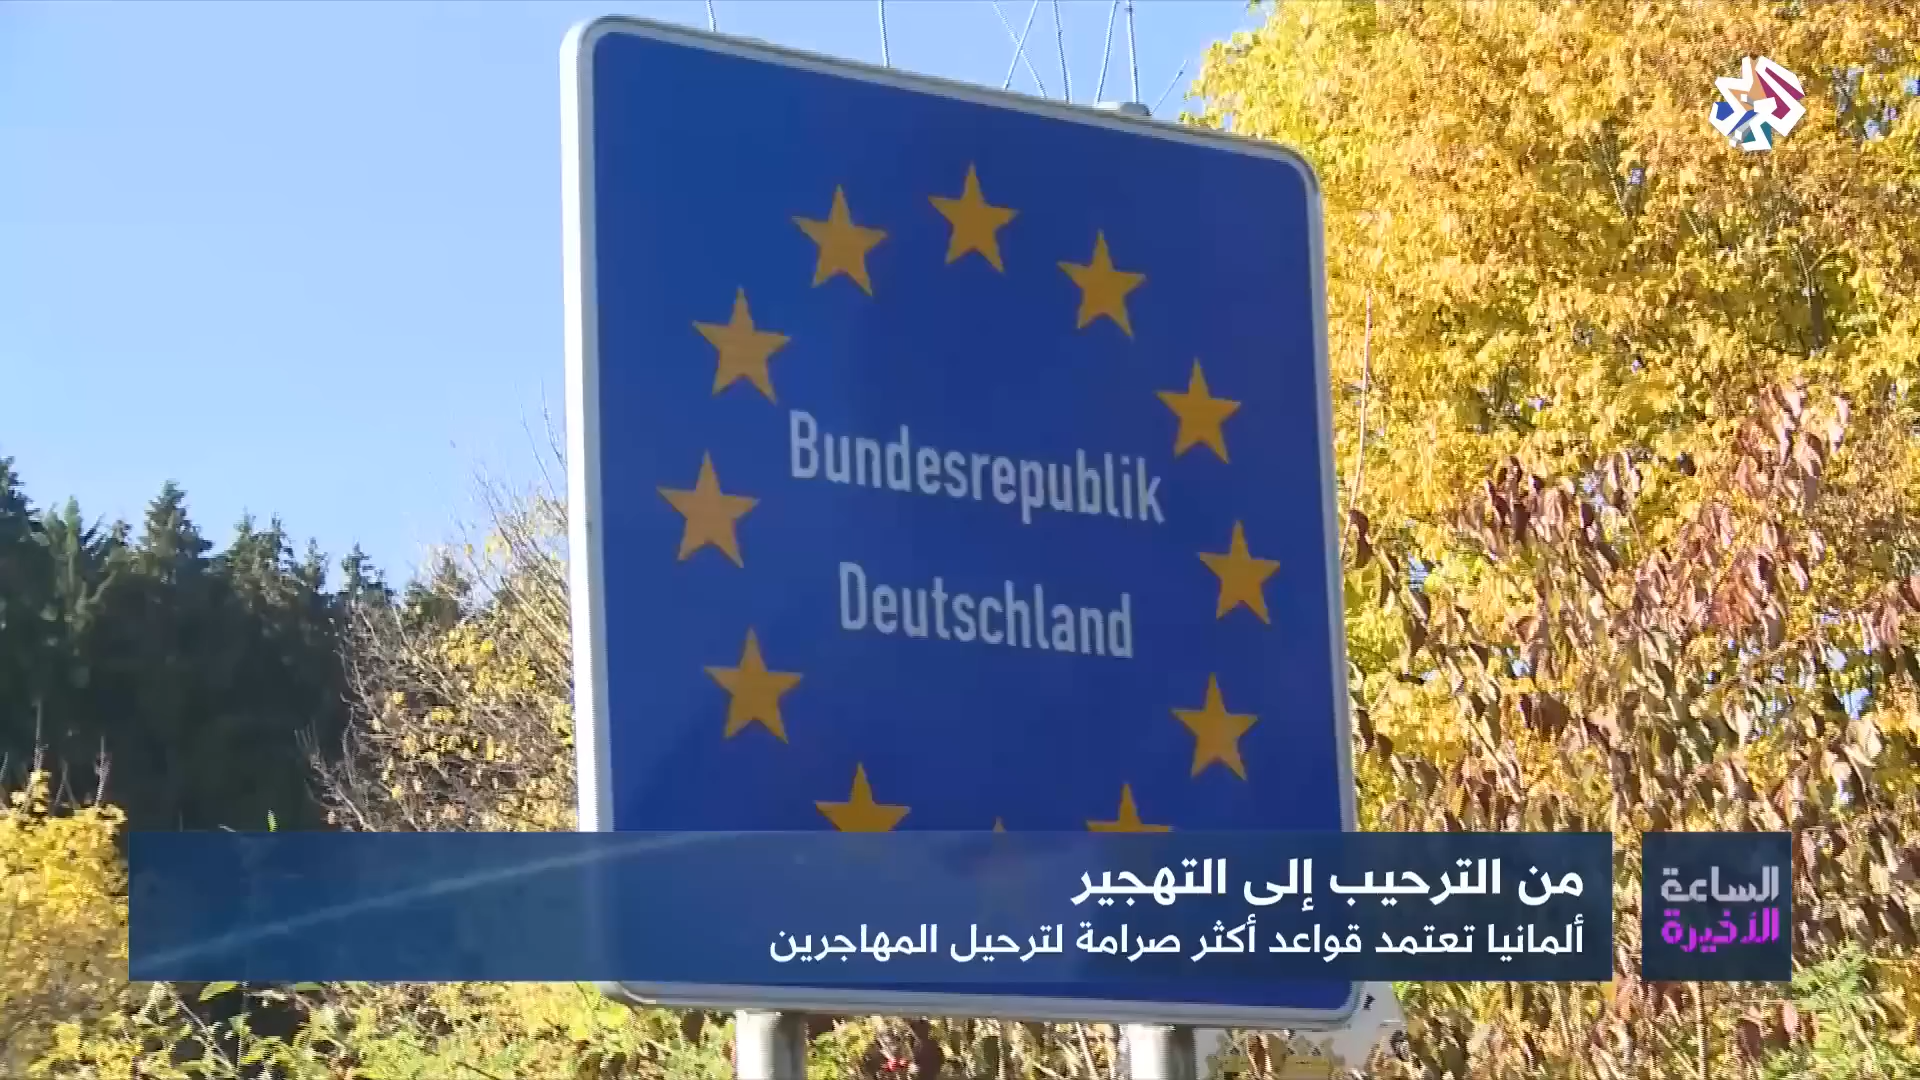 Bundesrepublik
Deutschland
من الترحيب إلى التهجير
ألمانيا تعتمد قواعد أكثر صرامة لترحيل المهاجرين
الساعة
الأخيرة